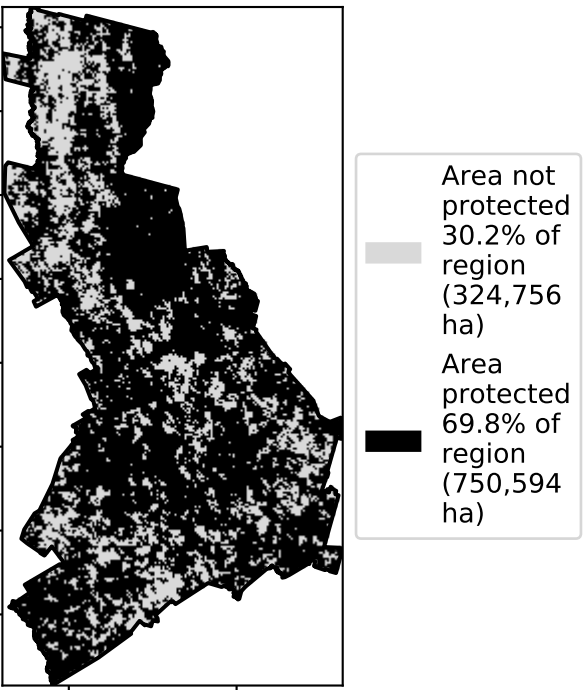 Area not
protected
30.2% of
region
(324,756
ha)
Area
protected
69.8% of
region
(750,594
ha)